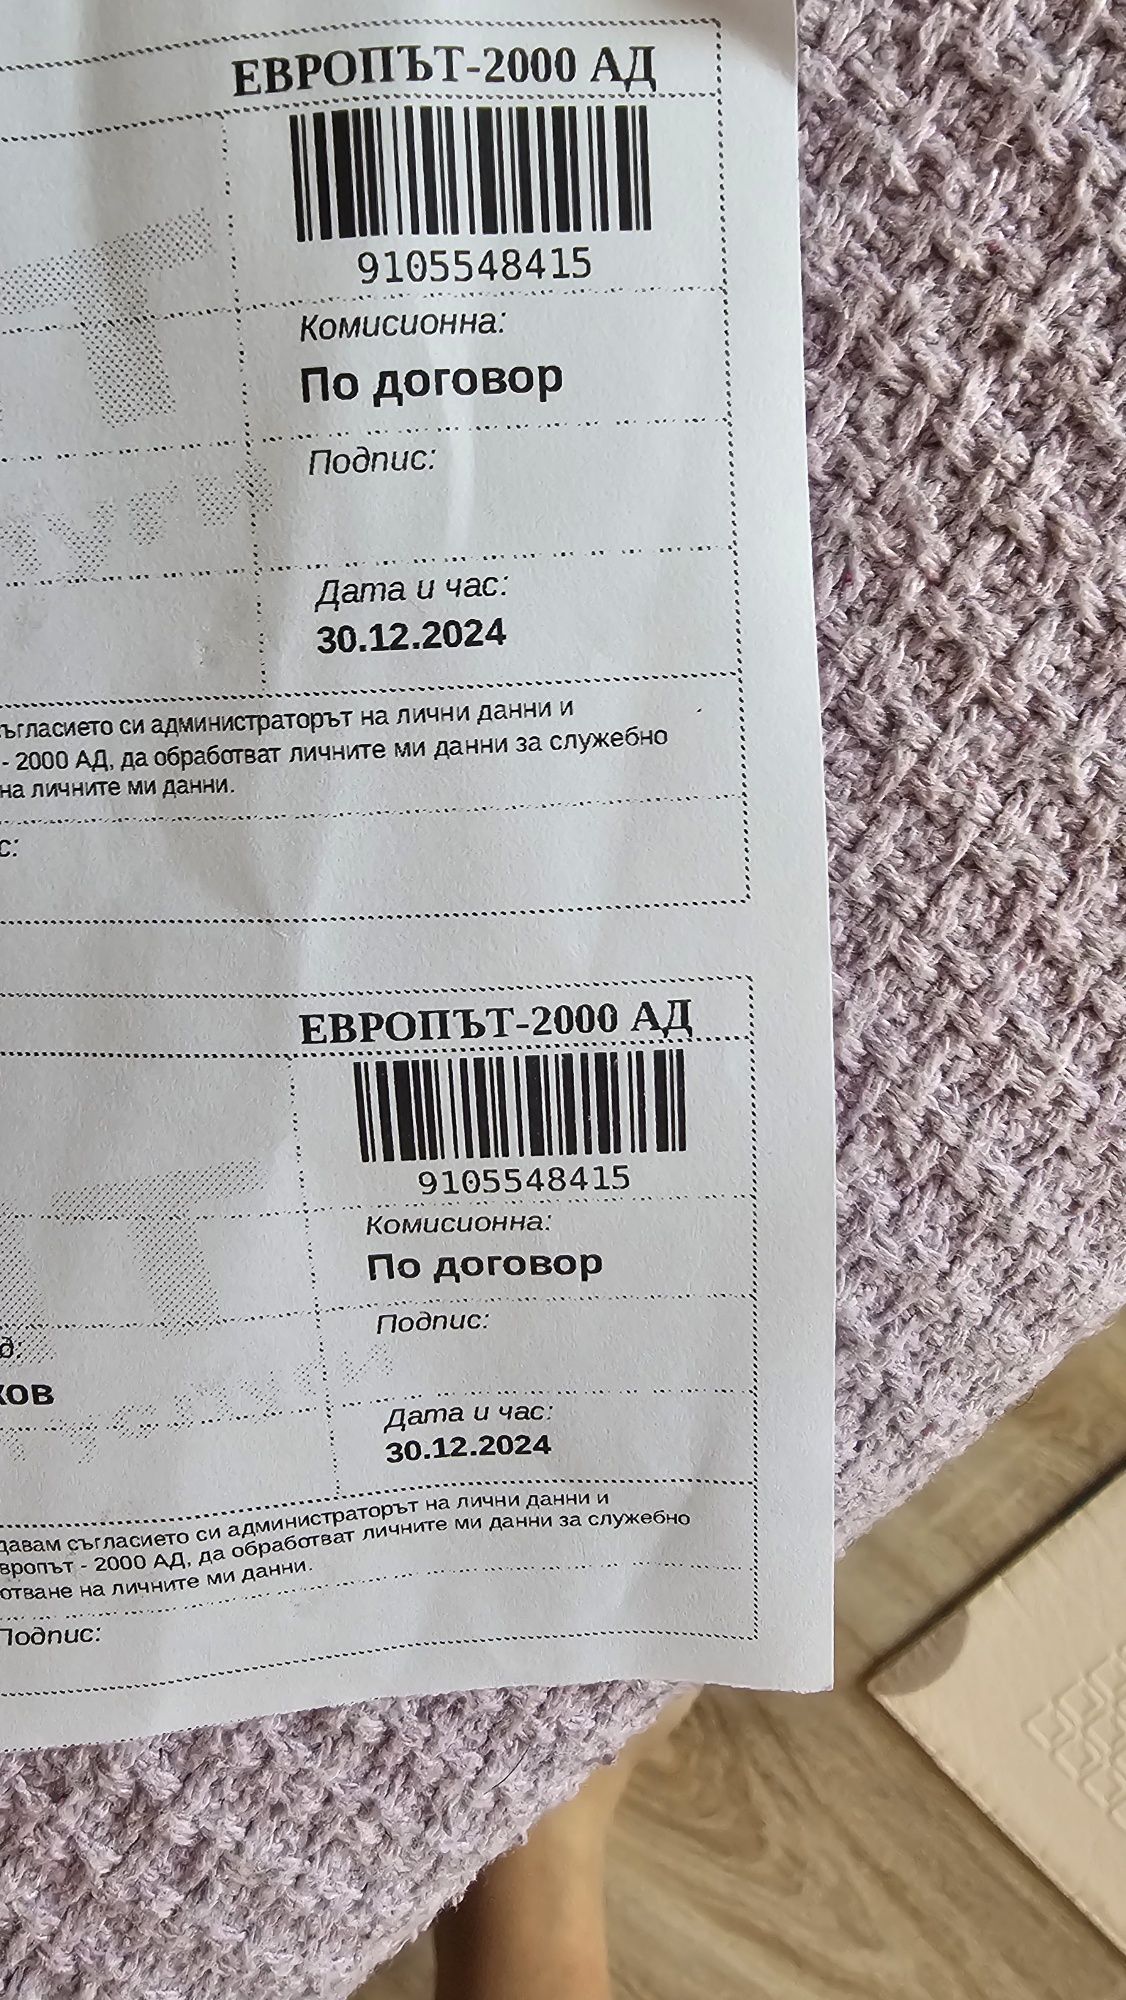 ЕВРОПЪТ-2000 АД
9105548415
Комисионна:
По договор
Подпис:
Дата и час:
30.12.2024
ъгласието си администраторът на лични данни и
- 2000 АД, да обработват личните ми данни за служебно
на личните ми данни.
с:
ЕВРОПЪТ-2000 АД
9105548415
Комисионна:
По договор
Подпис:
д:
ков
Дата и час:
30.12.2024
давам съгласието си администраторът на лични данни и
вропът - 2000 АД, да обработват личните ми данни за служебно
отване на личните ми данни.
Подпис: